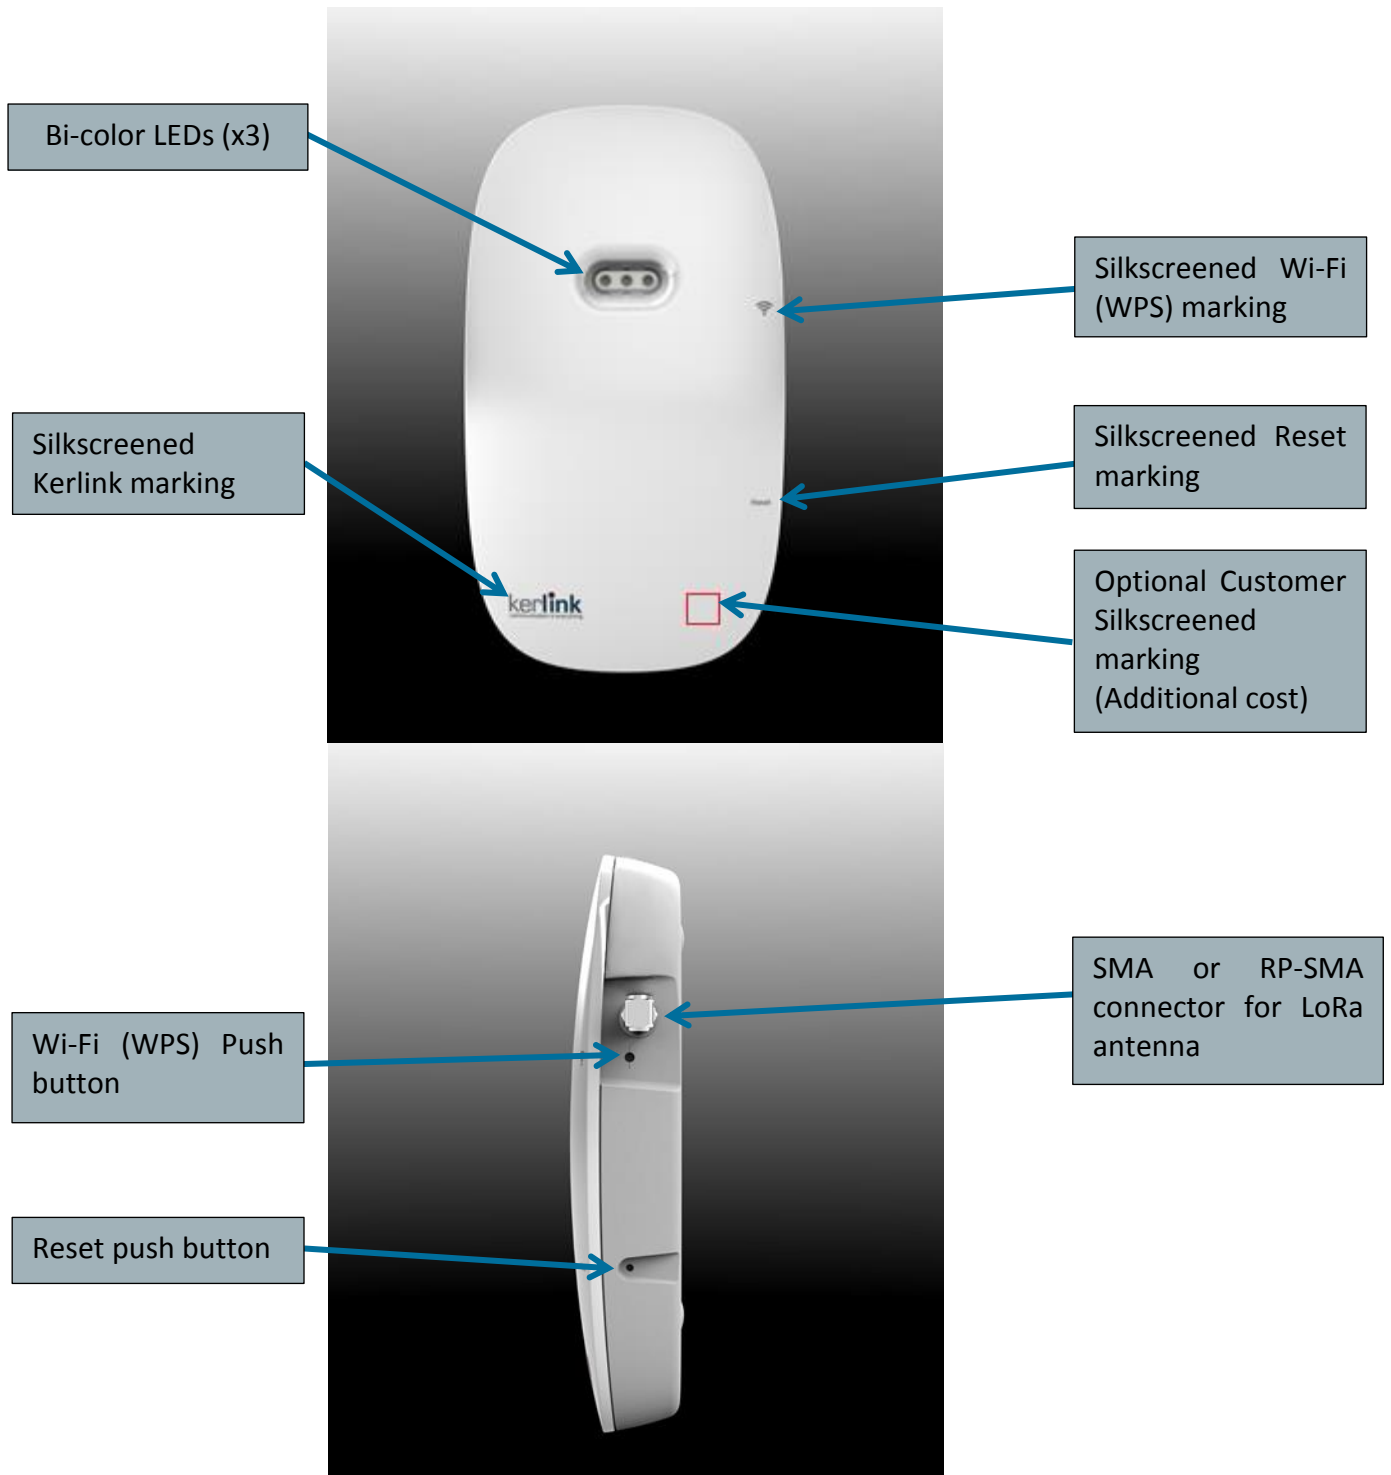 Bi-color LEDs (x3)
Silkscreened Wi-Fi
(WPS) marking
Silkscreened
Kerlink marking
Silkscreened Reset
marking
Reset
kerlink
Optional Customer
Silkscreened
marking
(Additional cost)
SMA or RP-SMA
connector for LoRa
antenna
Wi-Fi (WPS) Push
button
Reset push button